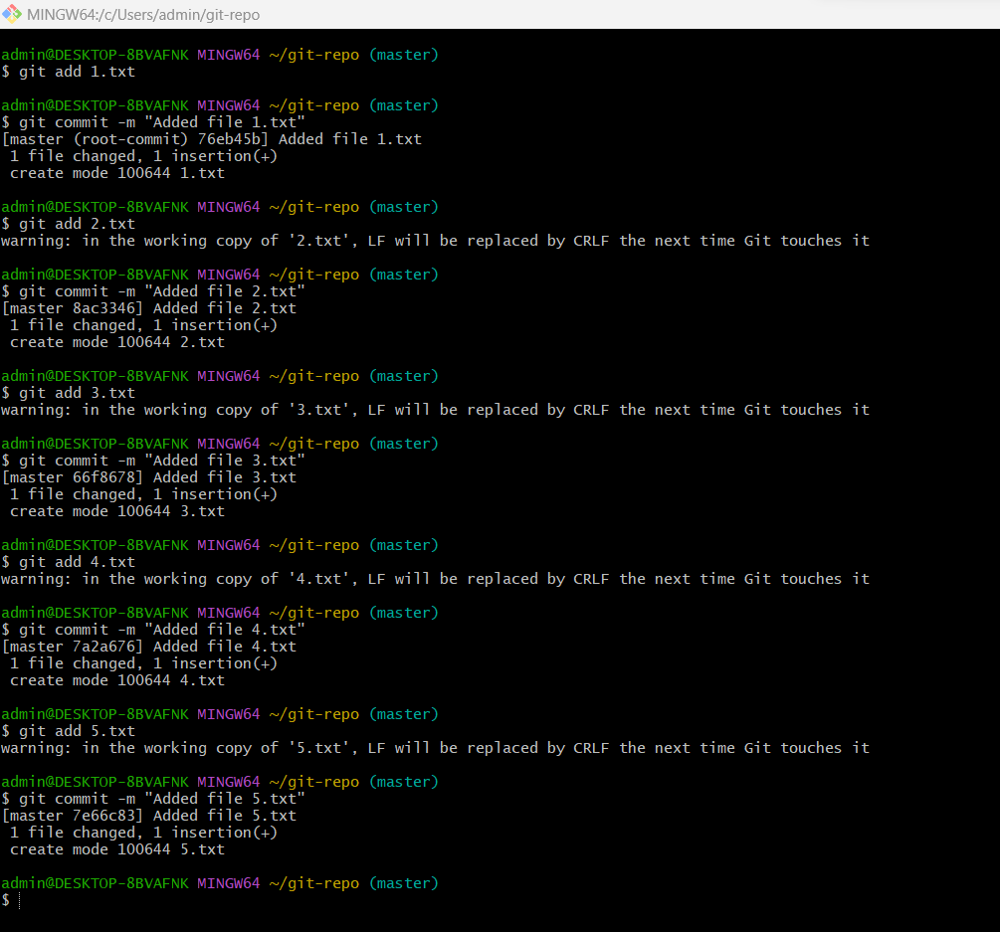 MINGW64:/c/Users/admin/git-repo
admin@DESKTOP-8BVAFNK MINGW64 ~/git-repo (master)
$ git add 1.txt
admin@DESKTOP-8BVAFNK MINGW64 ~/git-repo (master)
$ git commit -m "Added file 1.txt"
[master (root-commit) 76eb45b] Added file 1.txt
 1 file changed, 1 insertion(+)
 create mode 100644 1.txt
admin@DESKTOP-8BVAFNK MINGW64 ~/git-repo (master)
$ git add 2.txt
warning: in the working copy of '2.txt', LF will be replaced by CRLF the next time Git touches it
admin@DESKTOP-8BVAFNK MINGW64 ~/git-repo (master)
$ git commit -m "Added file 2.txt"
[master 8ac3346] Added file 2.txt
 1 file changed, 1 insertion(+)
 create mode 100644 2.txt
admin@DESKTOP-8BVAFNK MINGW64 ~/git-repo (master)
$ git add 3.txt
warning: in the working copy of '3.txt', LF will be replaced by CRLF the next time Git touches it
admin@DESKTOP-8BVAFNK MINGW64 ~/git-repo (master)
$ git commit -m "Added file 3.txt"
[master 66f8678] Added file 3.txt
 1 file changed, 1 insertion(+)
 create mode 100644 3.txt
admin@DESKTOP-8BVAFNK MINGW64 ~/git-repo (master)
$ git add 4.txt
warning: in the working copy of '4.txt', LF will be replaced by CRLF the next time Git touches it
admin@DESKTOP-8BVAFNK MINGW64 ~/git-repo (master)
$ git commit -m "Added file 4.txt"
[master 7a2a676] Added file 4.txt
 1 file changed, 1 insertion(+)
 create mode 100644 4.txt
admin@DESKTOP-8BVAFNK MINGW64 ~/git-repo (master)
$ git add 5.txt
warning: in the working copy of '5.txt', LF will be replaced by CRLF the next time Git touches it
admin@DESKTOP-8BVAFNK MINGW64 ~/git-repo (master)
$ git commit -m "Added file 5.txt"
[master 7e66c83] Added file 5.txt
 1 file changed, 1 insertion(+)
 create mode 100644 5.txt
admin@DESKTOP-8BVAFNK MINGW64 ~/git-repo (master)
$